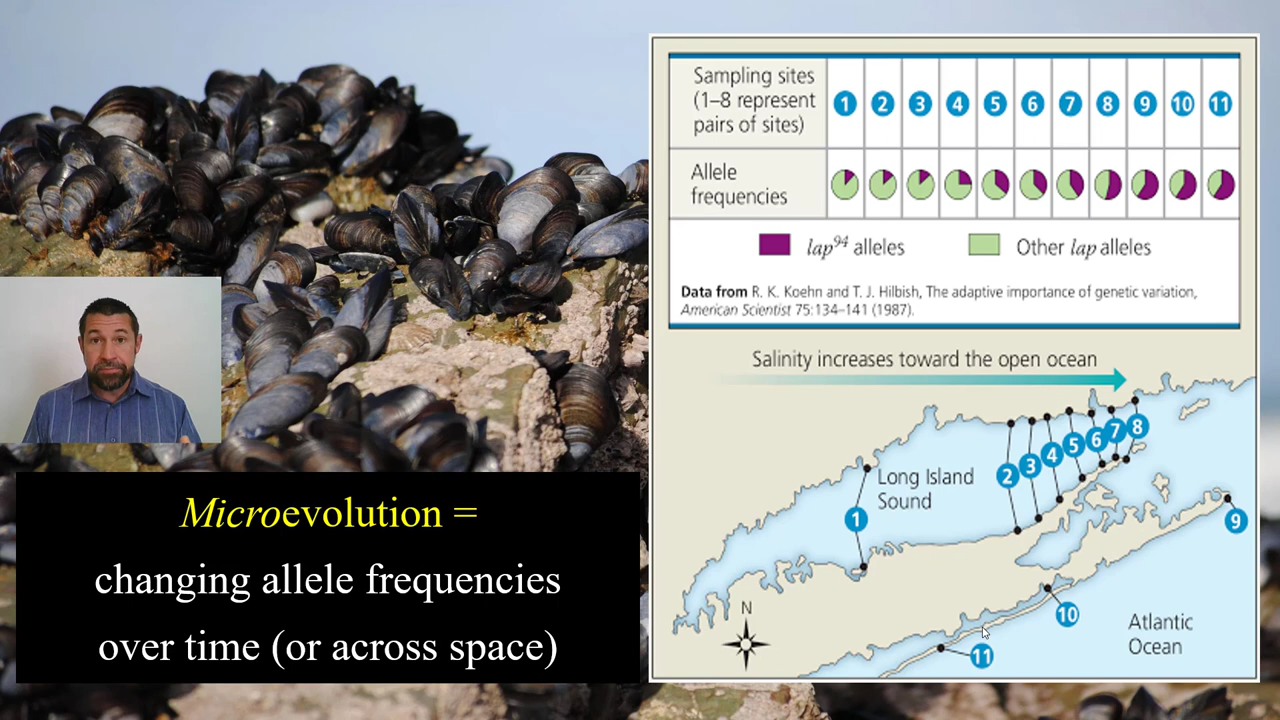 Microevolution =
changing allele frequencies
over time (or across space)
Sampling sites
(1–8 represent
pairs of sites)
1 2 3 4 5 6 7 8 9 10 11
Allele
frequencies
lap94 alleles
Other lap alleles
Data from R. K. Koehn and T. J. Hilbish, The adaptive importance of genetic variation,
American Scientist 75:134–141 (1987).
Salinity increases toward the open ocean
8
7
6
5
4
3
2
Long Island
Sound
1
9
N
10
Atlantic
Ocean
11